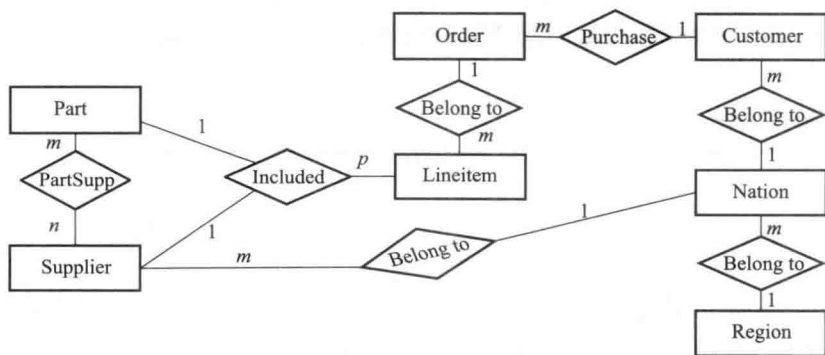 Order
m
Purchase
1
Customer
1
m
Part
1
Belong to
Belong to
m
m
1
PartSupp
Included
p
Lineitem
Nation
n
1
1
m
Supplier
m
Belong to
Belong to
1
Region